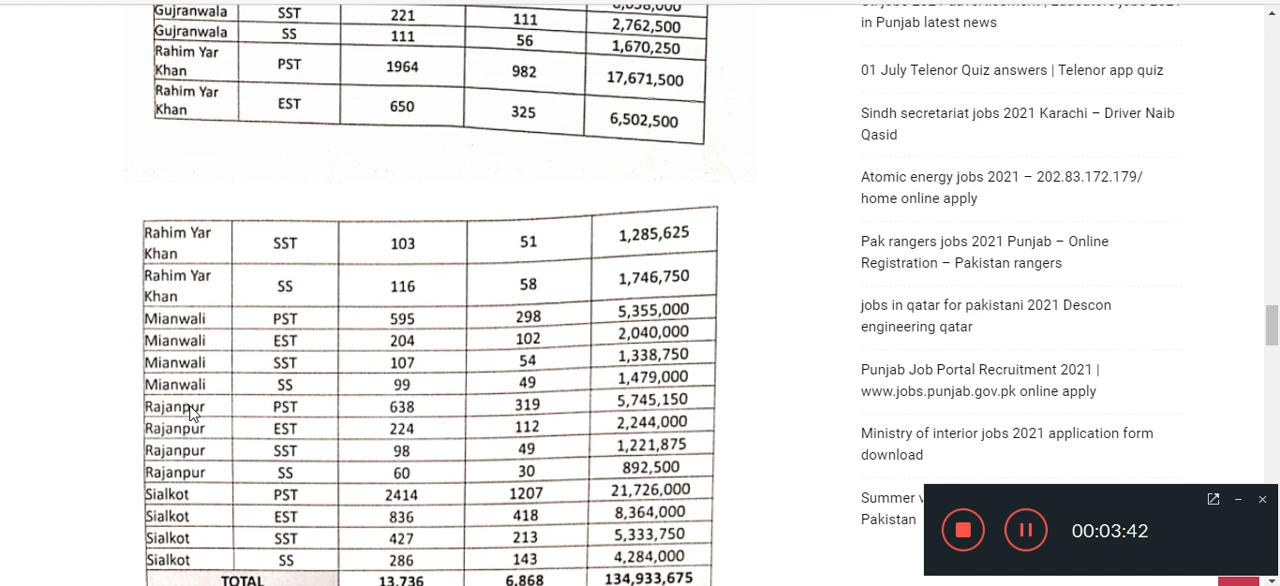 Gujranwala SST 221 111 2,762,500
Gujranwala SS 111 56 1,670,250
Rahim Yar
Khan PST 1964 982 17,671,500
Rahim Yar
Khan EST 650 325 6,502,500
Rahim Yar
Khan SST 103 51 1,285,625
Rahim Yar
Khan SS 116 58 1,746,750
Mianwali PST 595 298 5,355,000
Mianwali EST 204 102 2,040,000
Mianwali SST 107 54 1,338,750
Mianwali SS 99 49 1,479,000
Rajanpur PST 638 319 5,745,150
Rajanpur EST 224 112 2,244,000
Rajanpur SST 98 49 1,221,875
Rajanpur SS 60 30 892,500
Sialkot PST 2414 1207 21,726,000
Sialkot EST 836 418 8,364,000
Sialkot SST 427 213 5,333,750
Sialkot SS 286 143 4,284,000
TOTAL 13,736 6,868 134,933,675
in Punjab latest news
01 July Telenor Quiz answers | Telenor app quiz
Sindh secretariat jobs 2021 Karachi – Driver Naib
Qasid
Atomic energy jobs 2021 – 202.83.172.179/
home online apply
Pak rangers jobs 2021 Punjab – Online
Registration – Pakistan rangers
jobs in qatar for pakistani 2021 Descon
engineering qatar
Punjab Job Portal Recruitment 2021 |
www.jobs.punjab.gov.pk online apply
Ministry of interior jobs 2021 application form
download
Summer
Pakistan
00:03:42